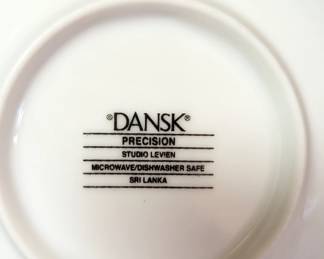 ®DANSK®
PRECISION
STUDIO LEVIEN
MICROWAVE/DISHWASHER SAFE
SRI LANKA